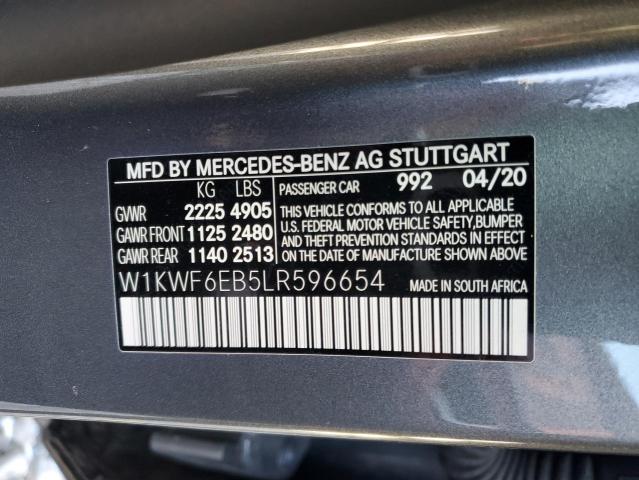 MFD BY MERCEDES-BENZ AG STUTTGART
KG LBS
PASSENGER CAR 992 04/20
GVWR 2225 4905
GAWR FRONT 1125 2480
GAWR REAR 1140 2513
THIS VEHICLE CONFORMS TO ALL APPLICABLE
U.S. FEDERAL MOTOR VEHICLE SAFETY, BUMPER
AND THEFT PREVENTION STANDARDS IN EFFECT ON
THE DATE OF MANUFACTURE SHOWN ABOVE.
W1KWF6EB5LR596654 MADE IN SOUTH AFRICA